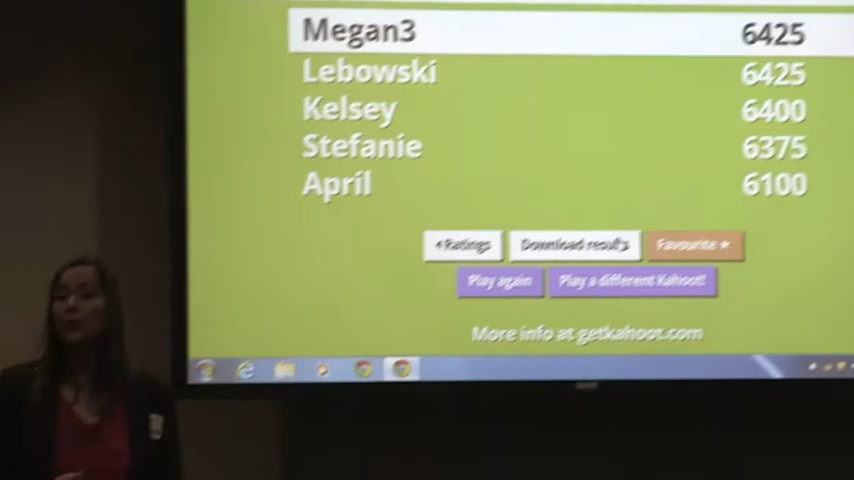 Megan3 6425
Lebowski 6425
Kelsey 6400
Stefanie 6375
April 6100
Ratings Download results Favourite ★
Play again Play a different Kahoot!
More info at getkahoot.com